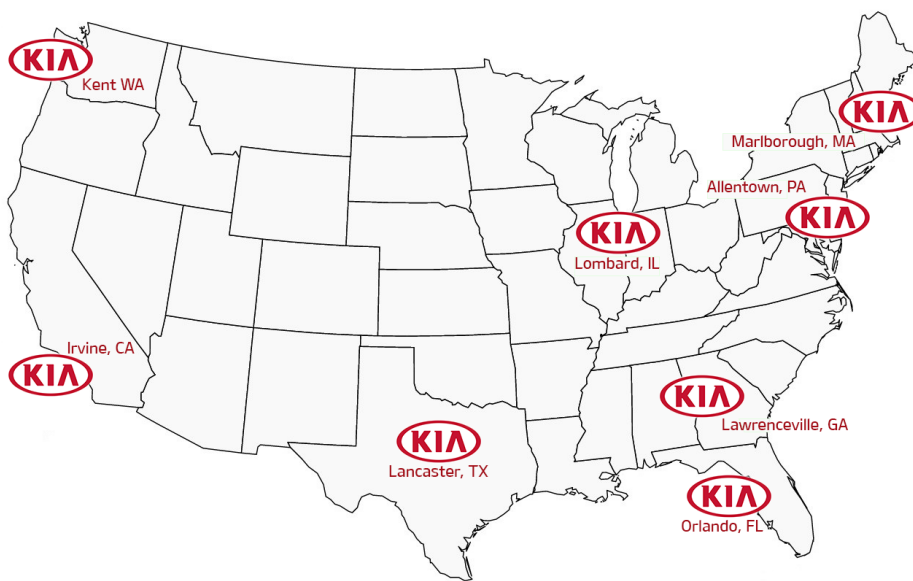 KIA
Kent WA
KIA
Marlborough, MA
Allentown, PA
KIA
KIA
Lombard, IL
Irvine, CA
KIA
KIA
Lawrenceville, GA
KIA
Lancaster, TX
KIA
Orlando, FL